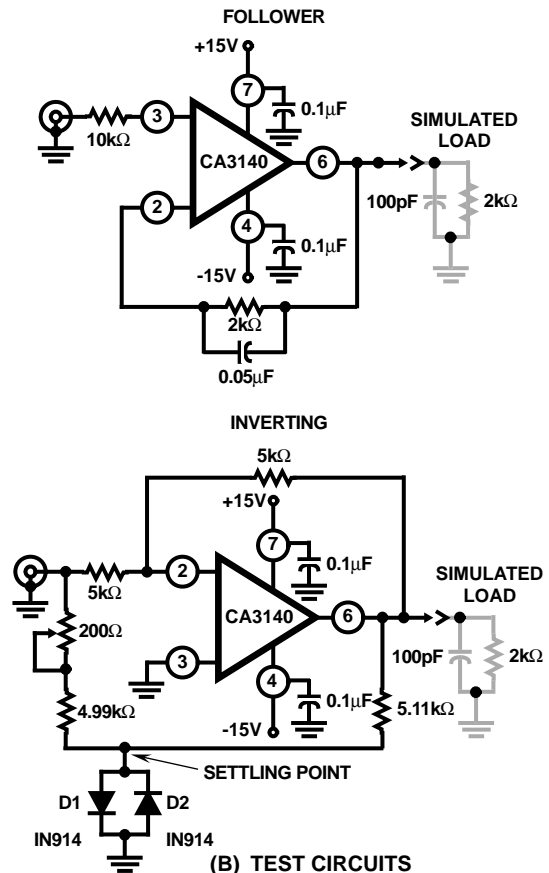 FOLLOWER
+15V
7
0.1μF
3
10kΩ
CA3140
6
SIMULATED
LOAD
100pF
2kΩ
2
4
0.1μF
-15V
2kΩ
0.05μF
INVERTING
5kΩ
+15V
7
0.1μF
5kΩ
2
CA3140
6
SIMULATED
LOAD
200Ω
3
100pF
2kΩ
4
0.1μF
4.99kΩ
5.11kΩ
-15V
SETTLING POINT
D1
D2
IN914
IN914
(B) TEST CIRCUITS